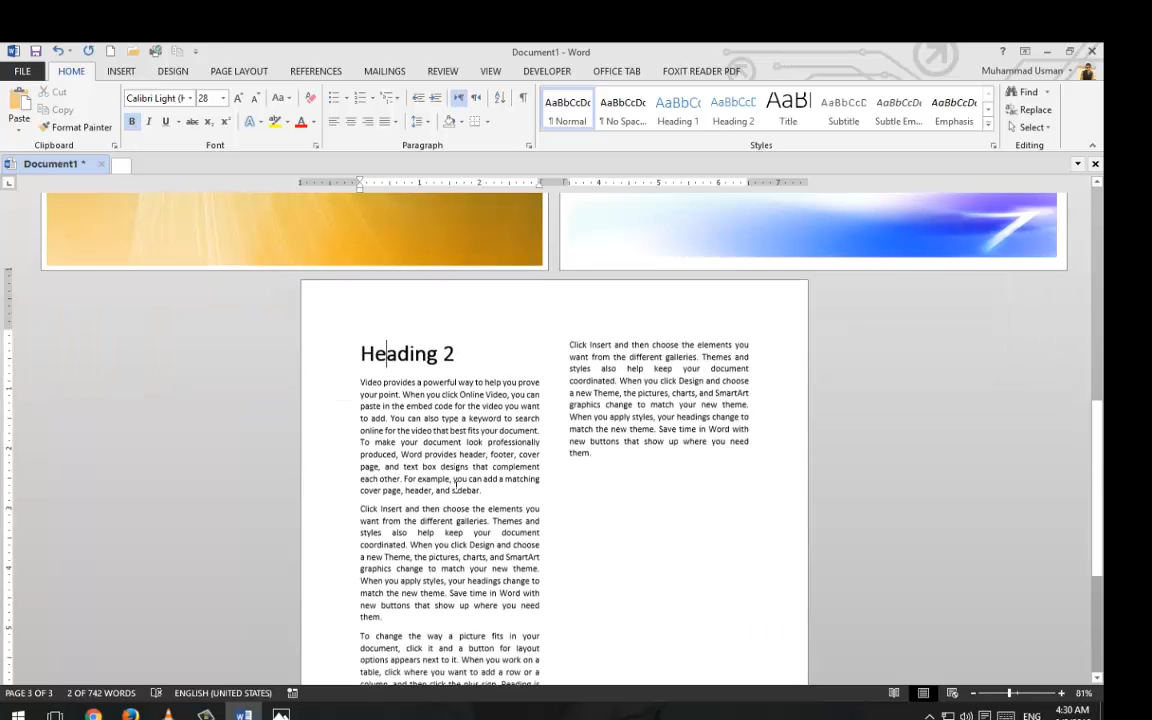 Document1 - Word
FILE HOME INSERT DESIGN PAGE LAYOUT REFERENCES MAILINGS REVIEW VIEW DEVELOPER OFFICE TAB FOXIT READER PDF Muhammad Usman
Paste Cut Copy Format Painter
Calibri Light (H 28
AaBbCcDc AaBbCcDc AaBbCc AaBbCcD AaBl AaBbCcD AaBbCcDc AaBbCcDc
¶ Normal ¶ No Spac... Heading 1 Heading 2 Title Subtitle Subtle Em... Emphasis
Find Replace Select
Clipboard Font Paragraph Styles Editing
Document1 *
Heading 2
Video provides a powerful way to help you prove
your point. When you click Online Video, you can
paste in the embed code for the video you want
to add. You can also type a keyword to search
online for the video that best fits your document.
To make your document look professionally
produced, Word provides header, footer, cover
page, and text box designs that complement
each other. For example, you can add a matching
cover page, header, and sidebar.
Click Insert and then choose the elements you
want from the different galleries. Themes and
styles also help keep your document
coordinated. When you click Design and choose
a new Theme, the pictures, charts, and SmartArt
graphics change to match your new theme.
When you apply styles, your headings change to
match the new theme. Save time in Word with
new buttons that show up where you need
them.
To change the way a picture fits in your
document, click it and a button for layout
options appears next to it. When you work on a
table, click where you want to add a row or a
column, and then click the plus sign. Reading is
Click Insert and then choose the elements you
want from the different galleries. Themes and
styles also help keep your document
coordinated. When you click Design and choose
a new Theme, the pictures, charts, and SmartArt
graphics change to match your new theme.
When you apply styles, your headings change to
match the new theme. Save time in Word with
new buttons that show up where you need
them.
PAGE 3 OF 3 2 OF 742 WORDS ENGLISH (UNITED STATES) 81%
ENG 4:30 AM